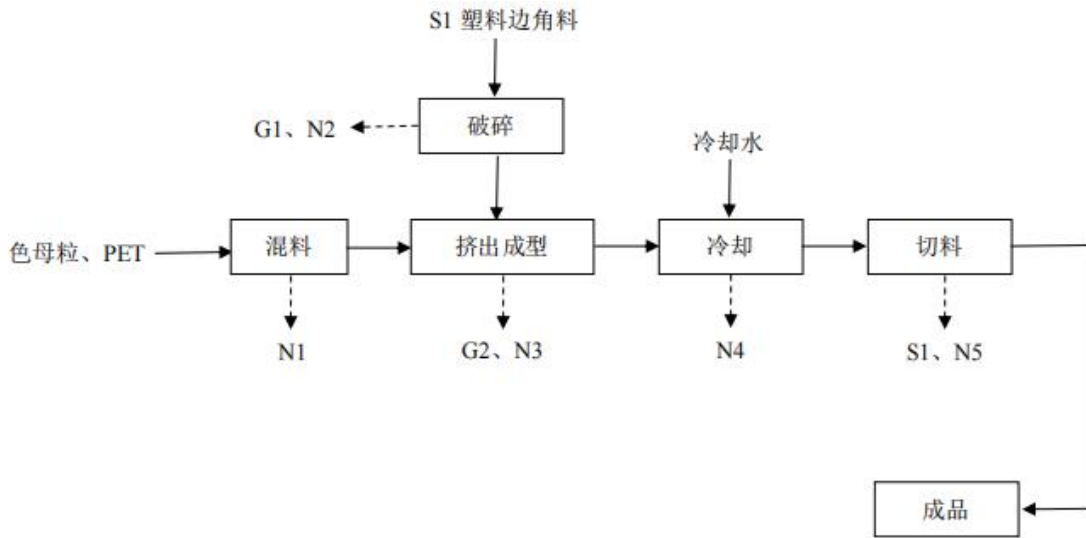 S1 塑料边角料
G1、N2
破碎
冷却水
色母粒、PET
混料
挤出成型
冷却
切料
N1
G2、N3
N4
S1、N5
成品